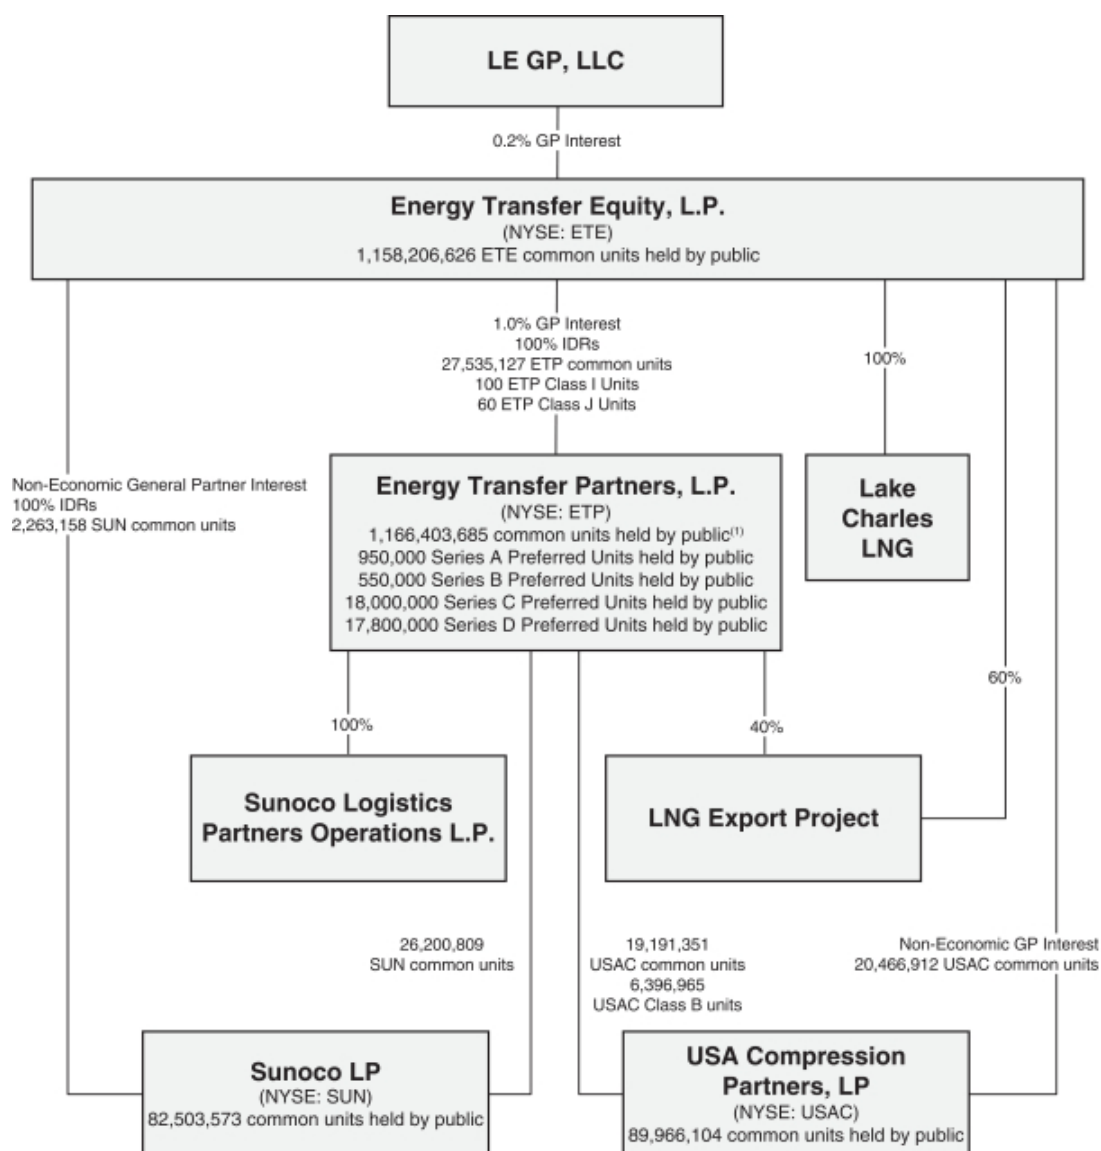 LE GP, LLC
0.2% GP Interest
Energy Transfer Equity, L.P.
(NYSE: ETE)
1,158,206,626 ETE common units held by public
1.0% GP Interest
100% IDRs
27,535,127 ETP common units
100 ETP Class I Units
60 ETP Class J Units
100%
Non-Economic General Partner Interest
100% IDRs
2,263,158 SUN common units
Energy Transfer Partners, L.P.
(NYSE: ETP)
1,166,403,685 common units held by public(1)
950,000 Series A Preferred Units held by public
550,000 Series B Preferred Units held by public
18,000,000 Series C Preferred Units held by public
17,800,000 Series D Preferred Units held by public
Lake
Charles
LNG
60%
100%
40%
Sunoco Logistics
Partners Operations L.P.
LNG Export Project
26,200,809
SUN common units
19,191,351
USAC common units
6,396,965
USAC Class B units
Non-Economic GP Interest
20,466,912 USAC common units
Sunoco LP
(NYSE: SUN)
82,503,573 common units held by public
USA Compression
Partners, LP
(NYSE: USAC)
89,966,104 common units held by public